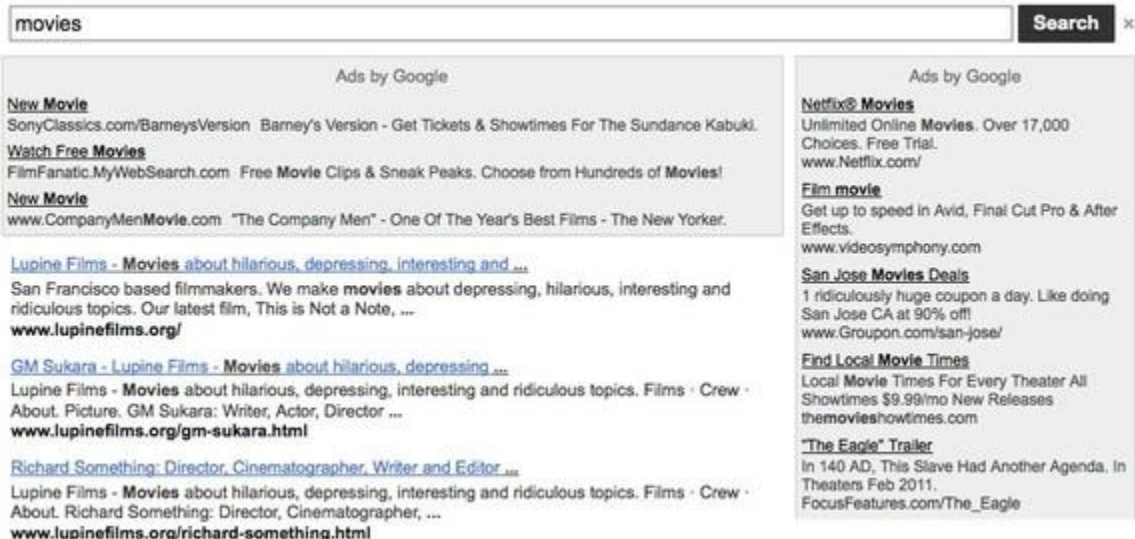 movies
Search ×
Ads by Google
New Movie
SonyClassics.com/BarneysVersion Barney's Version - Get Tickets & Showtimes For The Sundance Kabuki.
Watch Free Movies
FilmFanatic.MyWebSearch.com Free Movie Clips & Sneak Peaks. Choose from Hundreds of Movies!
New Movie
www.CompanyMenMovie.com "The Company Men" - One Of The Year's Best Films - The New Yorker.
Lupine Films - Movies about hilarious, depressing, interesting and ...
San Francisco based filmmakers. We make movies about depressing, hilarious, interesting and
ridiculous topics. Our latest film, This is Not a Note, ...
www.lupinefilms.org/
GM Sukara - Lupine Films - Movies about hilarious, depressing ...
Lupine Films - Movies about hilarious, depressing, interesting and ridiculous topics. Films · Crew ·
About. Picture. GM Sukara: Writer, Actor, Director ...
www.lupinefilms.org/gm-sukara.html
Richard Something: Director, Cinematographer, Writer and Editor ...
Lupine Films - Movies about hilarious, depressing, interesting and ridiculous topics. Films · Crew ·
About. Richard Something: Director, Cinematographer, ...
www.lupinefilms.org/richard-something.html
Ads by Google
Netflix® Movies
Unlimited Online Movies. Over 17,000
Choices. Free Trial.
www.Netflix.com/
Film movie
Get up to speed in Avid, Final Cut Pro & After
Effects.
www.videosymphony.com
San Jose Movies Deals
1 ridiculously huge coupon a day. Like doing
San Jose CA at 90% off!
www.Groupon.com/san-jose/
Find Local Movie Times
Local Movie Times For Every Theater All
Showtimes $9.99/mo New Releases
themovieshowtimes.com
"The Eagle" Trailer
In 140 AD, This Slave Had Another Agenda. In
Theaters Feb 2011.
FocusFeatures.com/The_Eagle